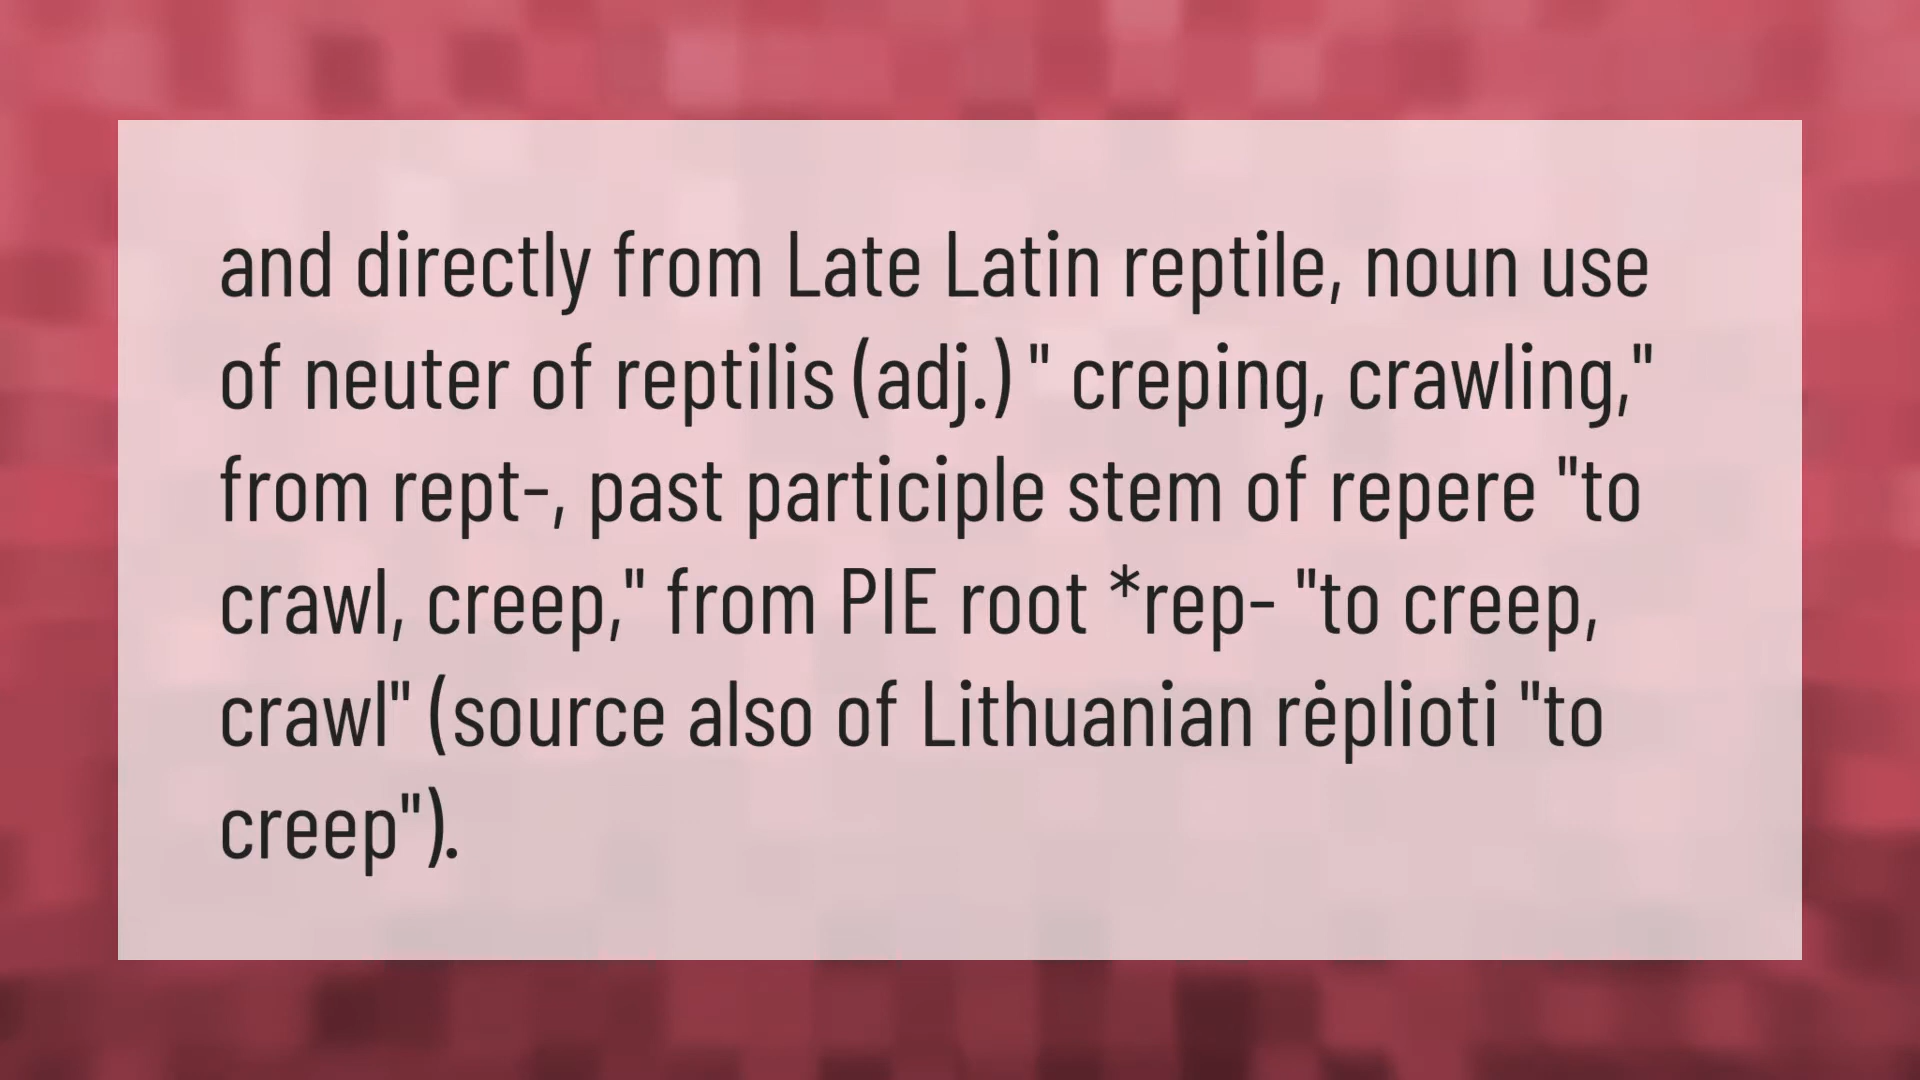 and directly from Late Latin reptile, noun use
of neuter of reptilis (adj.) " creping, crawling,"
from rept-, past participle stem of repere "to
crawl, creep," from PIE root *rep- "to creep,
crawl" (source also of Lithuanian rėplioti "to
creep").